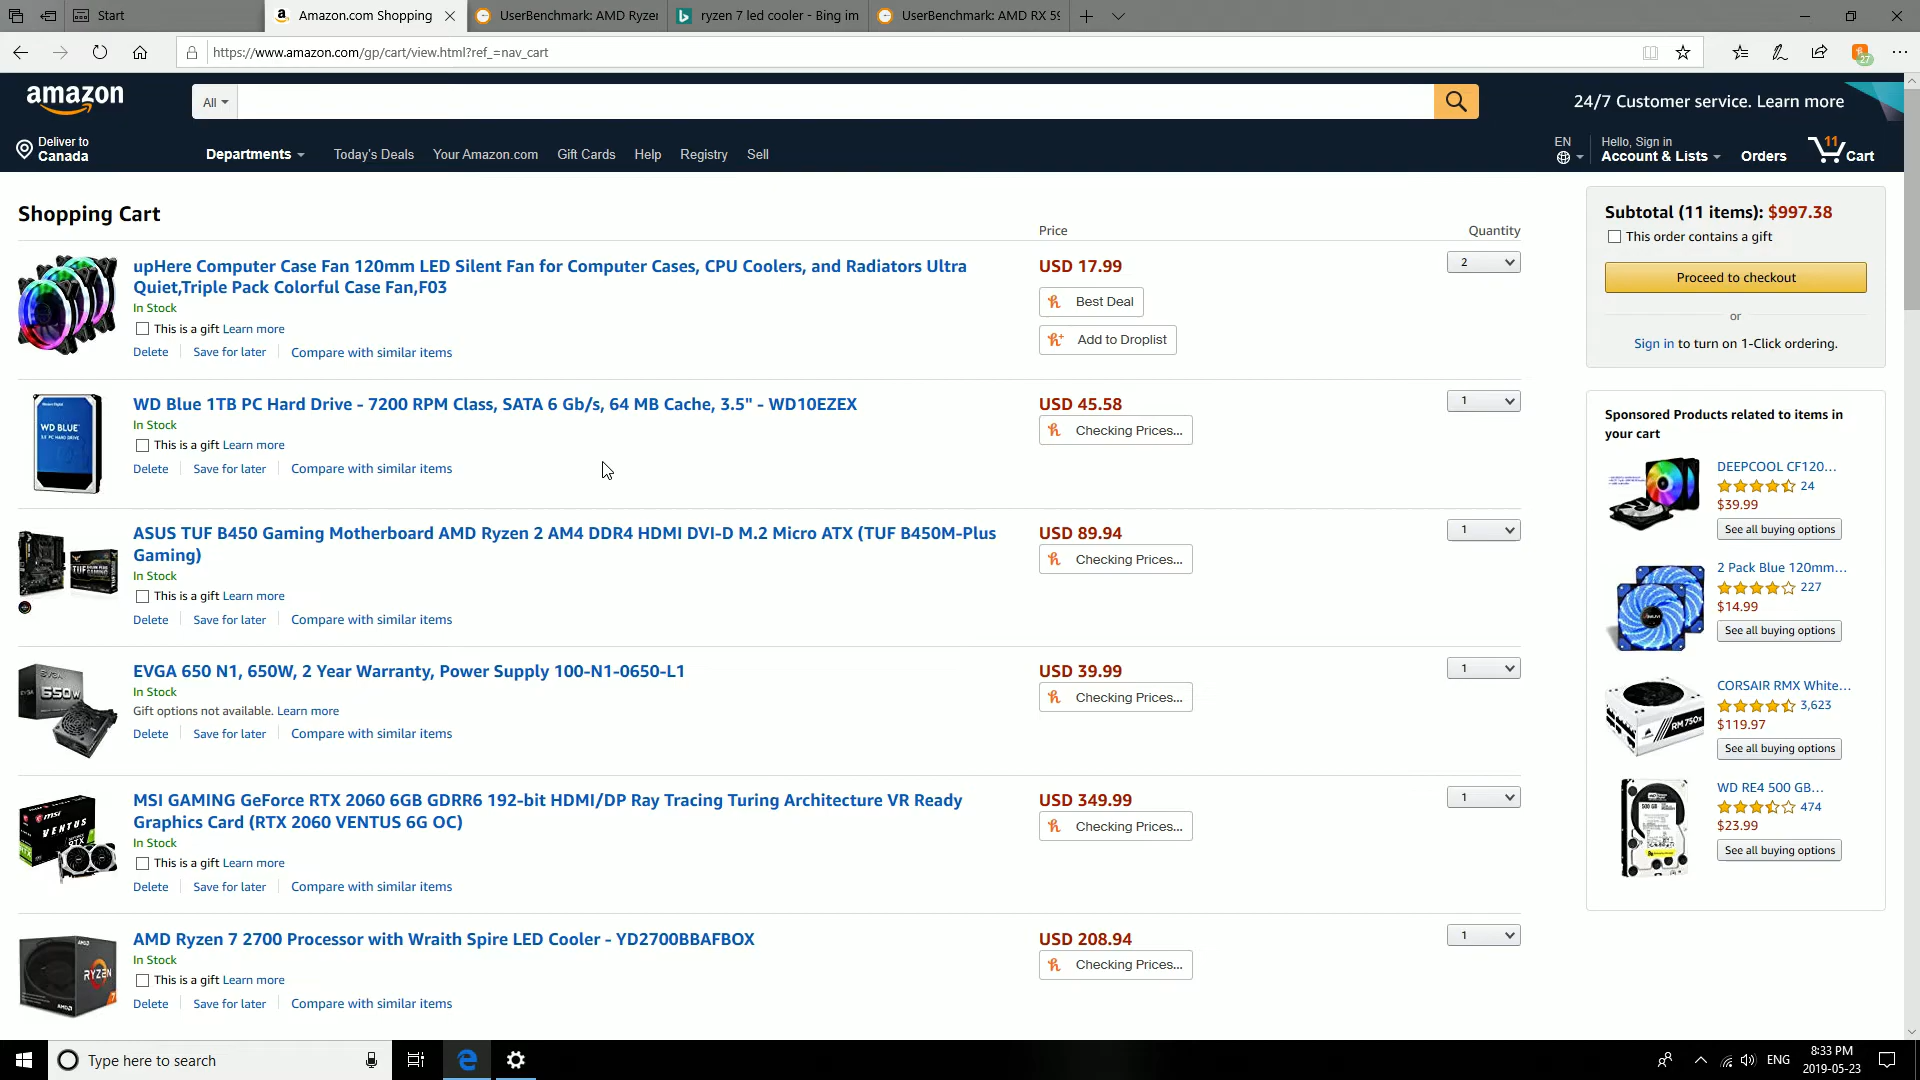 Start
Amazon.com Shopping
UserBenchmark: AMD Ryzer
ryzen 7 led cooler - Bing im
UserBenchmark: AMD RX 59
https://www.amazon.com/gp/cart/view.html?ref_=nav_cart
27
amazon
All
24/7 Customer service. Learn more
Deliver to
Canada
Departments
Today's Deals
Your Amazon.com
Gift Cards
Help
Registry
Sell
EN
Hello, Sign in
Account & Lists
Orders
11
Cart
Shopping Cart
Price
Quantity
upHere Computer Case Fan 120mm LED Silent Fan for Computer Cases, CPU Coolers, and Radiators Ultra
Quiet,Triple Pack Colorful Case Fan,F03
In Stock
This is a gift Learn more
Delete
Save for later
Compare with similar items
USD 17.99
Best Deal
Add to Droplist
2
WD BLUE
WD Blue 1TB PC Hard Drive - 7200 RPM Class, SATA 6 Gb/s, 64 MB Cache, 3.5" - WD10EZEX
In Stock
This is a gift Learn more
Delete
Save for later
Compare with similar items
USD 45.58
Checking Prices...
1
TUF
ASUS TUF B450 Gaming Motherboard AMD Ryzen 2 AM4 DDR4 HDMI DVI-D M.2 Micro ATX (TUF B450M-Plus
Gaming)
In Stock
This is a gift Learn more
Delete
Save for later
Compare with similar items
USD 89.94
Checking Prices...
1
EVGA
650W
EVGA 650 N1, 650W, 2 Year Warranty, Power Supply 100-N1-0650-L1
In Stock
Gift options not available. Learn more
Delete
Save for later
Compare with similar items
USD 39.99
Checking Prices...
1
msi
VENTUS
MSI GAMING GeForce RTX 2060 6GB GDRR6 192-bit HDMI/DP Ray Tracing Turing Architecture VR Ready
Graphics Card (RTX 2060 VENTUS 6G OC)
In Stock
This is a gift Learn more
Delete
Save for later
Compare with similar items
USD 349.99
Checking Prices...
1
AMD
RYZEN
7
AMD
AMD Ryzen 7 2700 Processor with Wraith Spire LED Cooler - YD2700BBAFBOX
In Stock
This is a gift Learn more
Delete
Save for later
Compare with similar items
USD 208.94
Checking Prices...
1
Subtotal (11 items): $997.38
This order contains a gift
Proceed to checkout
or
Sign in to turn on 1-Click ordering.
Sponsored Products related to items in
your cart
DEEPCOOL CF120...
24
$39.99
See all buying options
2 Pack Blue 120mm...
227
$14.99
See all buying options
RM 750x
CORSAIR RMX White...
3,623
$119.97
See all buying options
WD RE4 500 GB...
474
$23.99
See all buying options
Type here to search
ENG
8:33 PM
2019-05-23